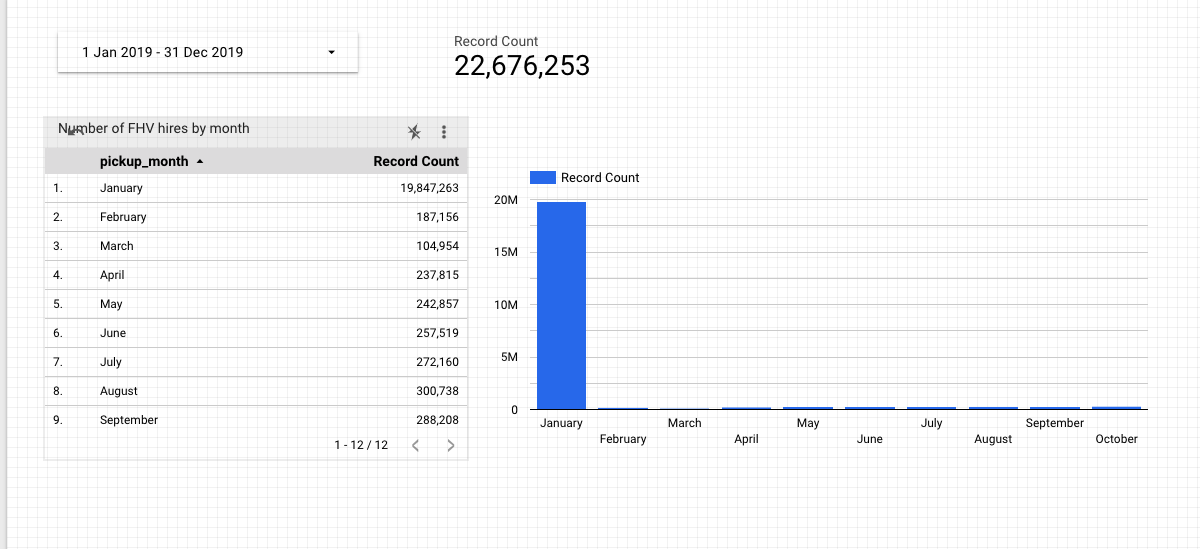 1 Jan 2019 - 31 Dec 2019
Record Count
22,676,253
Number of FHV hires by month
pickup_month Record Count
1. January 19,847,263
2. February 187,156
3. March 104,954
4. April 237,815
5. May 242,857
6. June 257,519
7. July 272,160
8. August 300,738
9. September 288,208
1 - 12 / 12
Record Count
20M
15M
10M
5M
0
January February March April May June July August September October